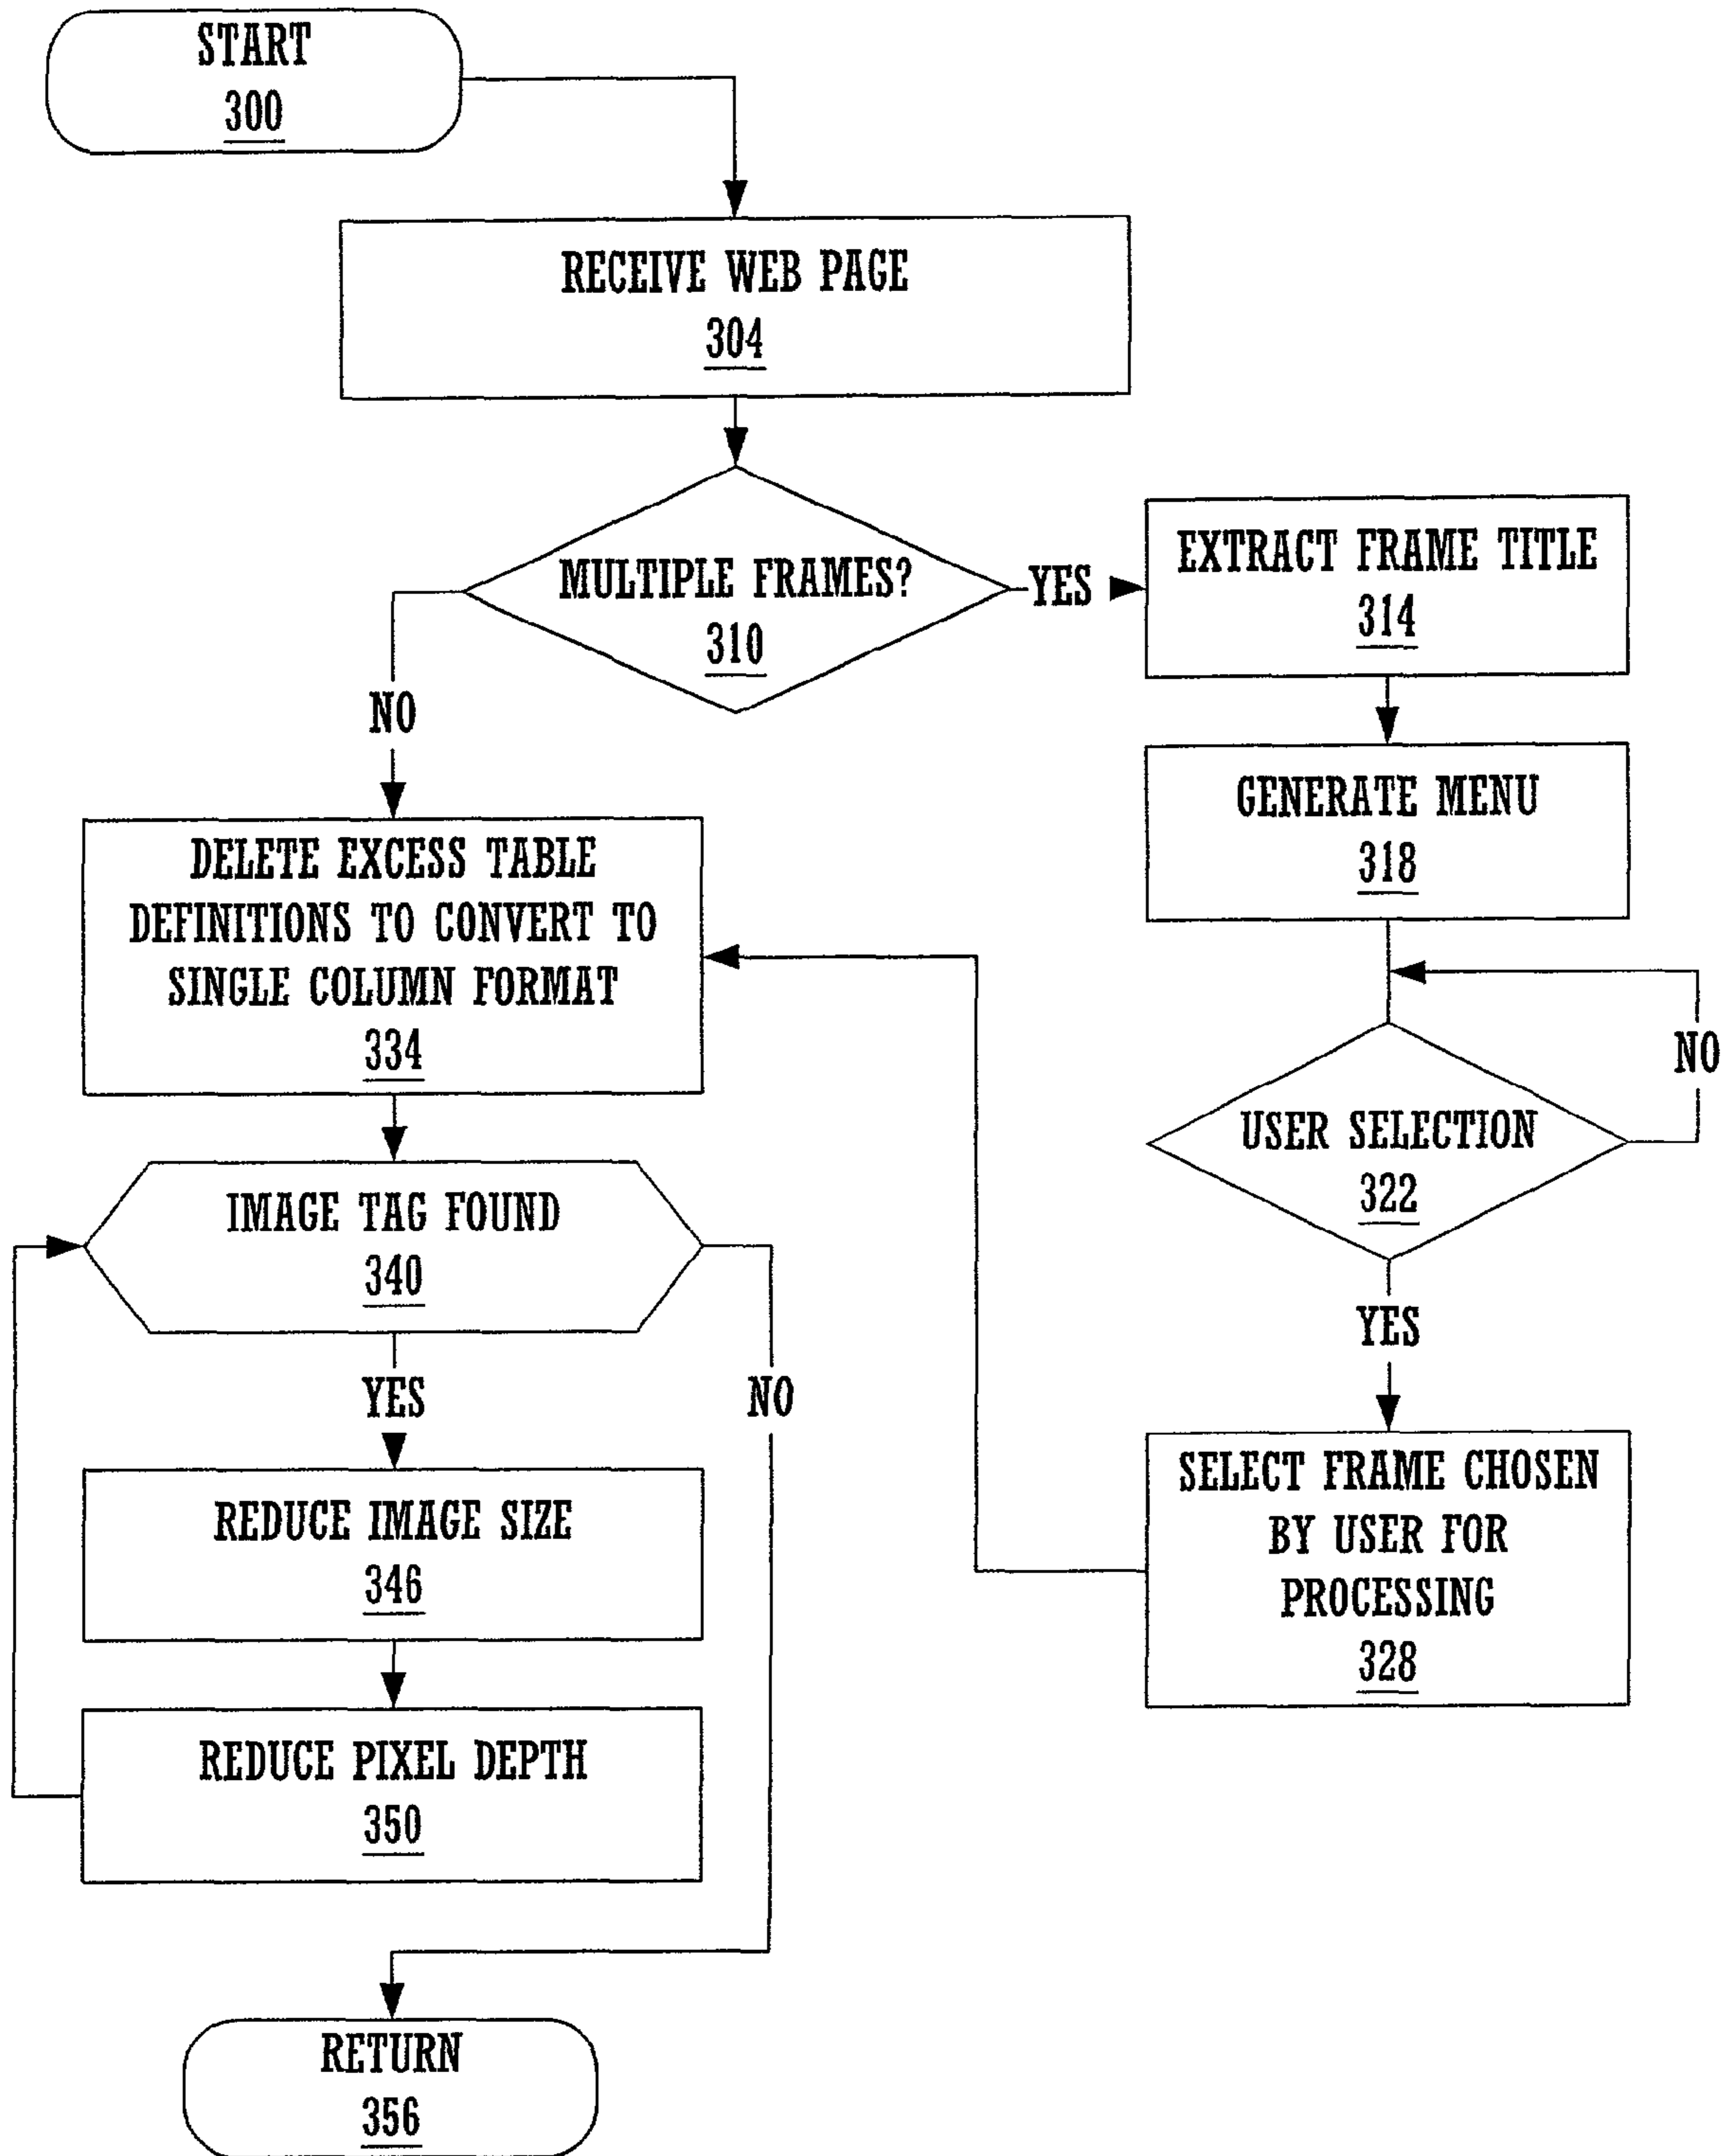 START
300
RECEIVE WEB PAGE
304
MULTIPLE FRAMES?
310
YES
EXTRACT FRAME TITLE
314
NO
GENERATE MENU
318
DELETE EXCESS TABLE
DEFINITIONS TO CONVERT TO
SINGLE COLUMN FORMAT
334
NO
USER SELECTION
322
IMAGE TAG FOUND
340
YES
YES
NO
SELECT FRAME CHOSEN
BY USER FOR
PROCESSING
328
REDUCE IMAGE SIZE
346
REDUCE PIXEL DEPTH
350
RETURN
356